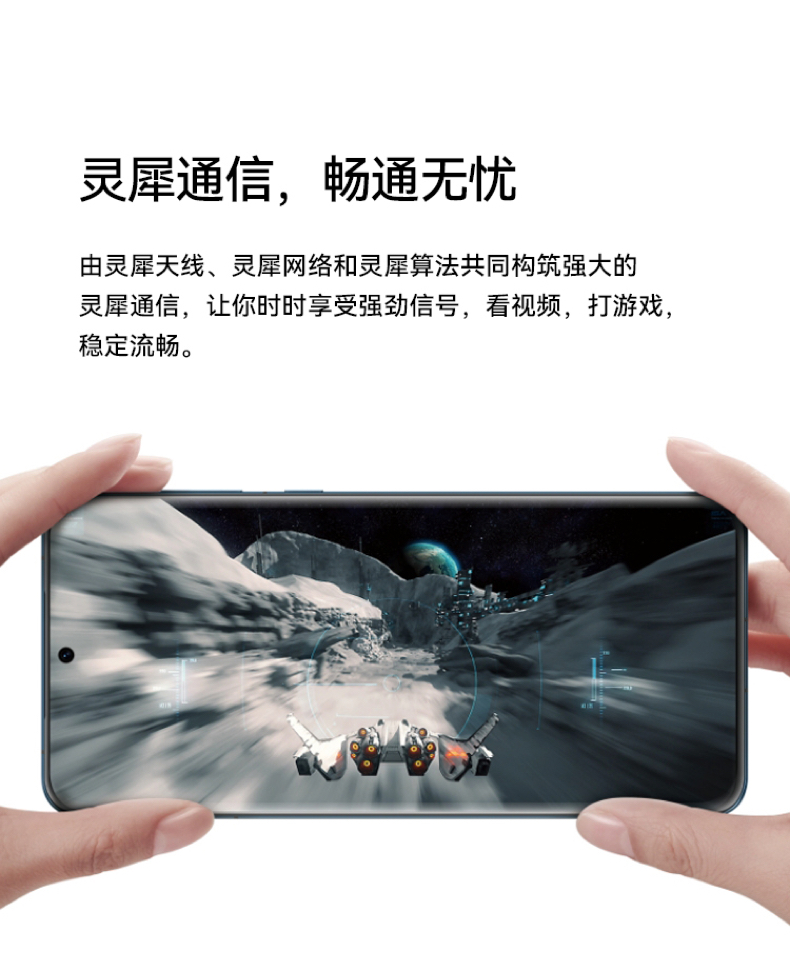 灵犀通信，畅通无忧
由灵犀天线、灵犀网络和灵犀算法共同构筑强大的
灵犀通信，让你时时享受强劲信号，看视频，打游戏，
稳定流畅。